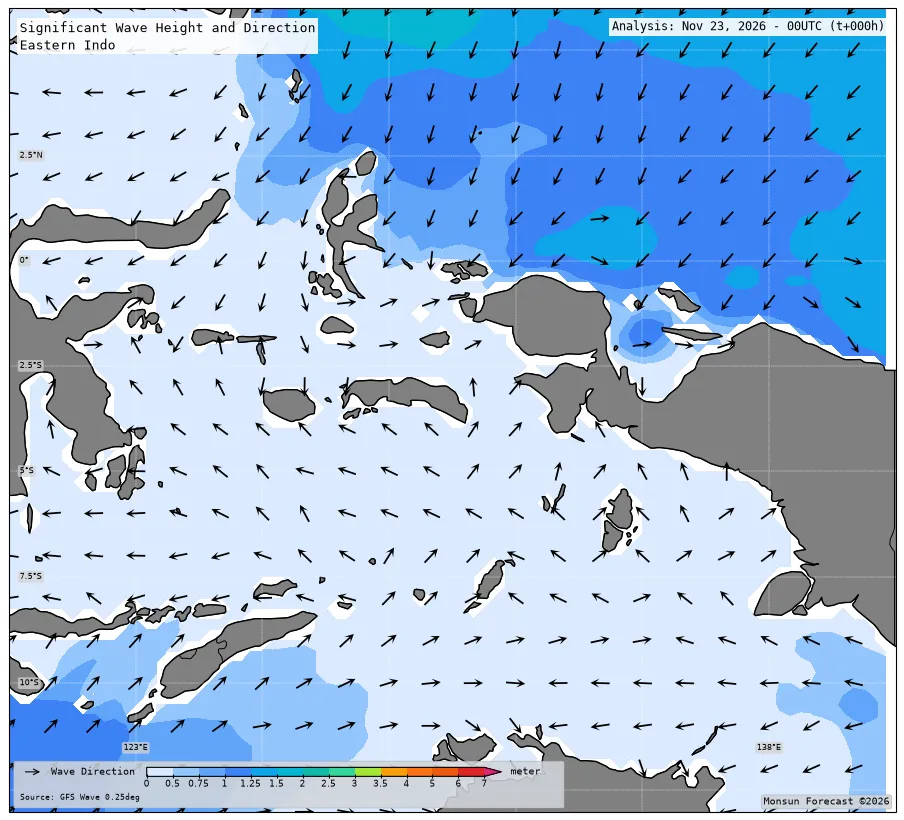 Significant Wave Height and Direction
Eastern Indo
Analysis: Nov 23, 2026 - 00UTC (t+000h)
2.5°N
0°
2.5°S
5°S
7.5°S
10°S
123°E
138°E
Wave Direction
meter
0 0.5 0.75 1 1.25 1.5 2 2.5 3 3.5 4 5 6 7
Source: GFS Wave 0.25deg
Monsun Forecast ©2026